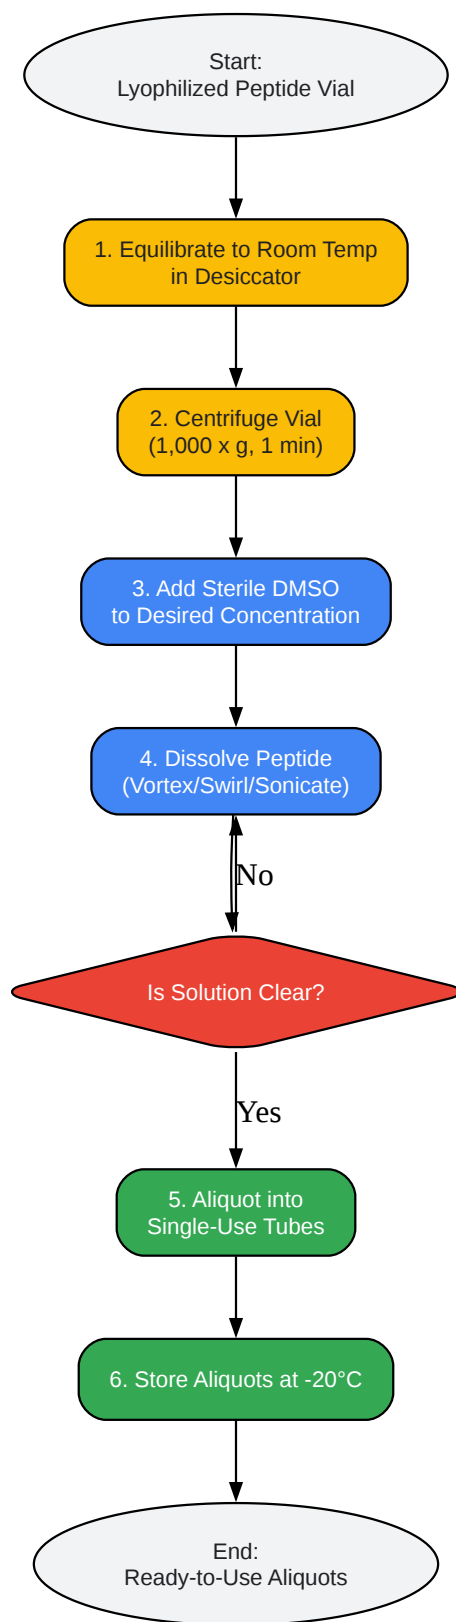 Start:
Lyophilized Peptide Vial
1. Equilibrate to Room Temp
in Desiccator
2. Centrifuge Vial
(1,000 x g, 1 min)
3. Add Sterile DMSO
to Desired Concentration
4. Dissolve Peptide
(Vortex/Swirl/Sonicate)
No
Is Solution Clear?
Yes
5. Aliquot into
Single-Use Tubes
6. Store Aliquots at -20°C
End:
Ready-to-Use Aliquots